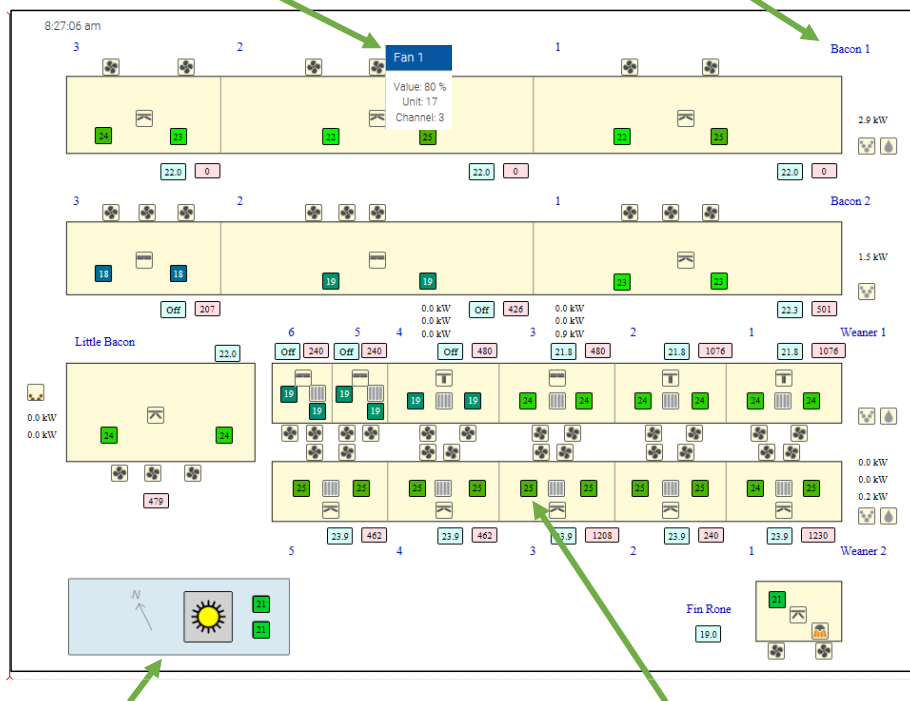 8:27:06 am
3 2 1 Bacon 1
Fan 1
Value: 80 %
Unit: 17
Channel: 3
2.9 kW
24 23 22 25 22 25
22.0 0 22.0 0 22.0 0
3 2 1 Bacon 2
1.5 kW
18 18 19 19 23 23
Off 207 Off 426 22.3 501
0.0 kW 0.0 kW
0.0 kW 0.0 kW
0.0 kW 0.9 kW
6 5 4 3 2 1 Weaner 1
Little Bacon
22.0
Off 240 Off 240 Off 480 21.8 480 21.8 1076 21.8 1076
19 19 19 19 19 19 24 24 24 24 24 24
0.0 kW
0.0 kW
24 24
479
0.0 kW
0.0 kW
0.2 kW
25 25 25 25 25 25 25 25 24 25
23.9 462 23.9 462 23.9 1208 23.9 240 23.9 1230
5 4 3 2 1 Weaner 2
N
21
21
Fin Rone
19.0
21